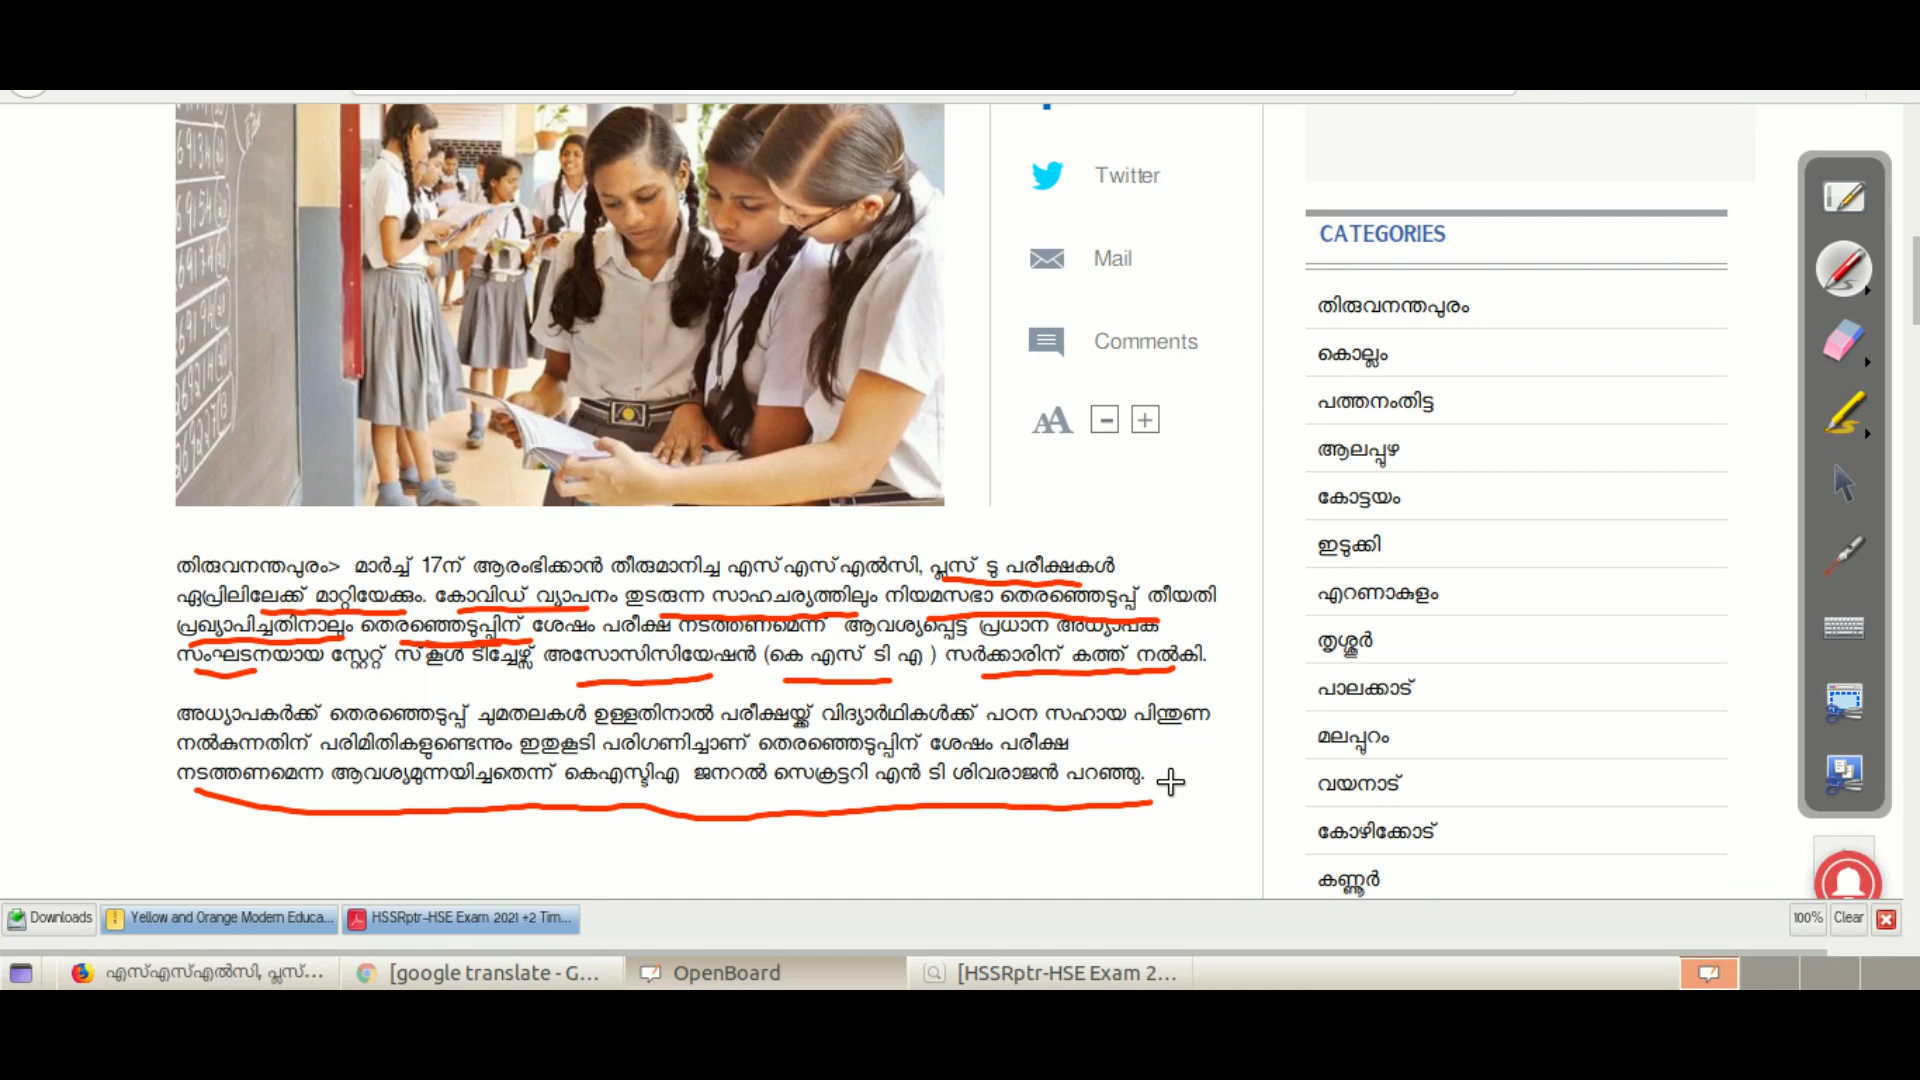 Twitter
Mail
Comments
AA - +
തിരുവനന്തപുരം> മാർച്ച് 17ന് ആരംഭിക്കാൻ തീരുമാനിച്ച എസ്എസ്എൽസി, പ്ലസ് ടു പരീക്ഷകൾ
ഏപ്രിലിലേക്ക് മാറ്റിയേക്കും. കോവിഡ് വ്യാപനം തുടരുന്ന സാഹചര്യത്തിലും നിയമസഭാ തെരഞ്ഞെടുപ്പ് തീയതി
പ്രഖ്യാപിച്ചതിനാലും തെരഞ്ഞെടുപ്പിന് ശേഷം പരീക്ഷ നടത്തണമെന്ന് ആവശ്യപ്പെട്ട് പ്രധാന അധ്യാപക
സംഘടനയായ സ്റ്റേറ്റ് സ്കൂൾ ടീച്ചേഴ്സ് അസോസിസിയേഷൻ (കെ എസ് ടി എ ) സർക്കാരിന് കത്ത് നൽകി.
അധ്യാപകർക്ക് തെരഞ്ഞെടുപ്പ് ചുമതലകൾ ഉള്ളതിനാൽ പരീക്ഷയ്ക്ക് വിദ്യാർഥികൾക്ക് പഠന സഹായ പിന്തുണ
നൽകുന്നതിന് പരിമിതികളുണ്ടെന്നും ഇതുകൂടി പരിഗണിച്ചാണ് തെരഞ്ഞെടുപ്പിന് ശേഷം പരീക്ഷ
നടത്തണമെന്ന ആവശ്യമുന്നയിച്ചതെന്ന് കെഎസ്ടിഎ ജനറൽ സെക്രട്ടറി എൻ ടി ശിവരാജൻ പറഞ്ഞു.
CATEGORIES
തിരുവനന്തപുരം
കൊല്ലം
പത്തനംതിട്ട
ആലപ്പുഴ
കോട്ടയം
ഇടുക്കി
എറണാകുളം
തൃശ്ശൂർ
പാലക്കാട്
മലപ്പുറം
വയനാട്
കോഴിക്കോട്
കണ്ണൂർ
Downloads Yellow and Orange Modern Educa... HSSRptr-HSE Exam 2021 +2 Tim... 100% Clear
എസ്എസ്എൽസി, പ്ലസ്... [google translate - G... OpenBoard [HSSRptr-HSE Exam 2...